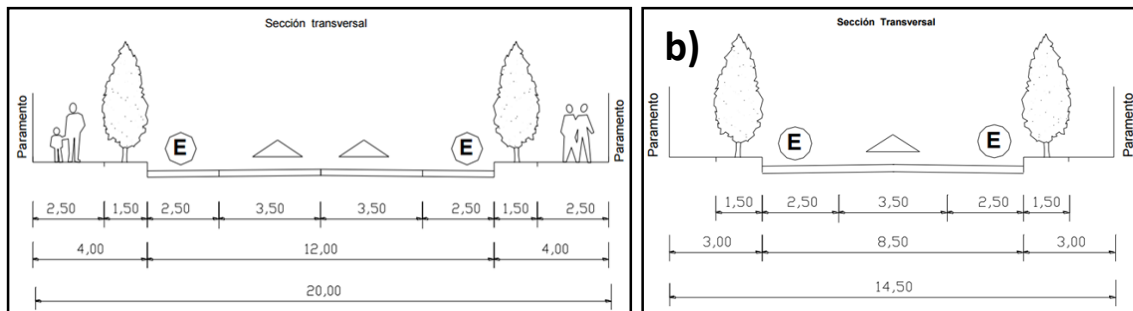 Sección transversal
Paramento
E
E
Paramento
2,50 1,50 2,50 3,50 3,50 2,50 1,50 2,50
4,00 12,00 4,00
20,00
b)
Sección Transversal
Paramento
E
E
Paramento
1,50 2,50 3,50 2,50 1,50
3,00 8,50 3,00
14,50